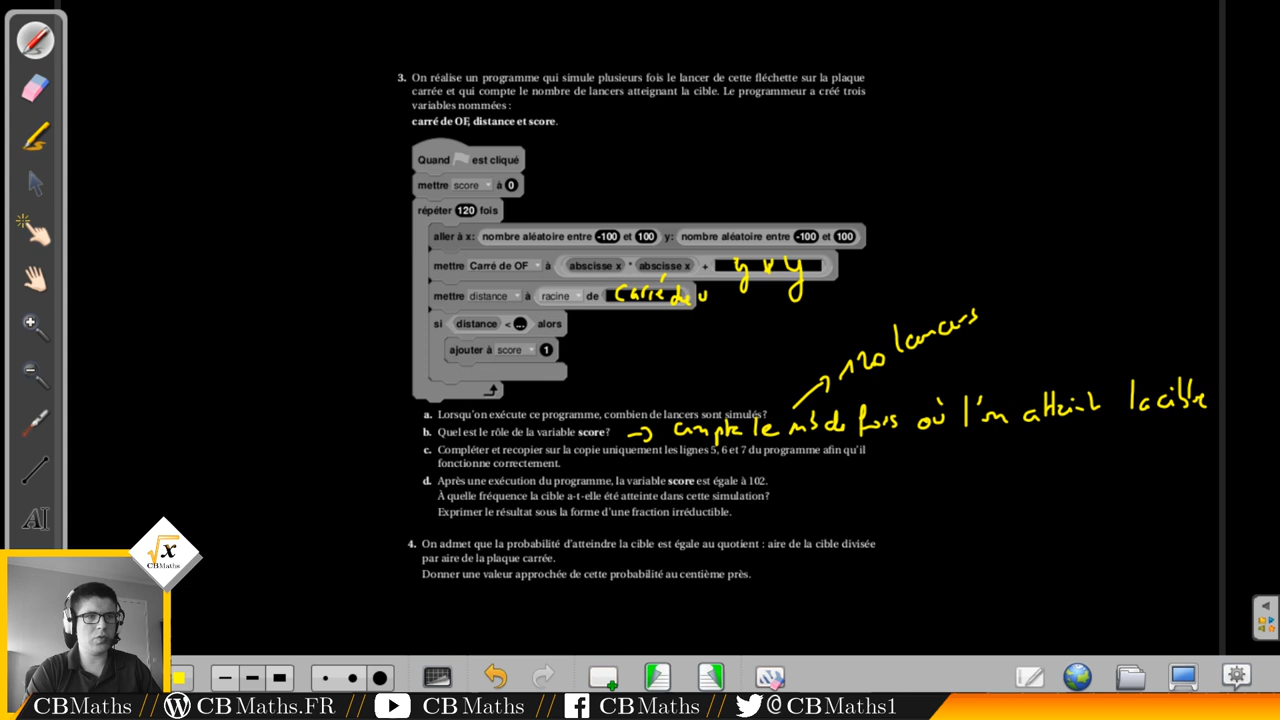 3. On réalise un programme qui simule plusieurs fois le lancer de cette fléchette sur la plaque
carrée et qui compte le nombre de lancers atteignant la cible. Le programmeur a créé trois
variables nommées :
carré de OF, distance et score.
Quand est cliqué
mettre score à 0
répéter 120 fois
aller à x: nombre aléatoire entre -100 et 100 y: nombre aléatoire entre -100 et 100
mettre Carré de OF à abscisse x * abscisse x + y * y
mettre distance à racine de Carré de
si distance < ... alors
ajouter à score 1
120 lancers
a. Lorsqu'on exécute ce programme, combien de lancers sont simulés?
b. Quel est le rôle de la variable score? → compte le nb de fois où l'on atteint la cible
c. Compléter et recopier sur la copie uniquement les lignes 5, 6 et 7 du programme afin qu'il
fonctionne correctement.
d. Après une exécution du programme, la variable score est égale à 102.
À quelle fréquence la cible a-t-elle été atteinte dans cette simulation?
Exprimer le résultat sous la forme d'une fraction irréductible.
4. On admet que la probabilité d'atteindre la cible est égale au quotient : aire de la cible divisée
par aire de la plaque carrée.
Donner une valeur approchée de cette probabilité au centième près.
AI
√x
CBMaths
CBMaths // CBMaths.FR // CBMaths // CBMaths // @CBMaths1